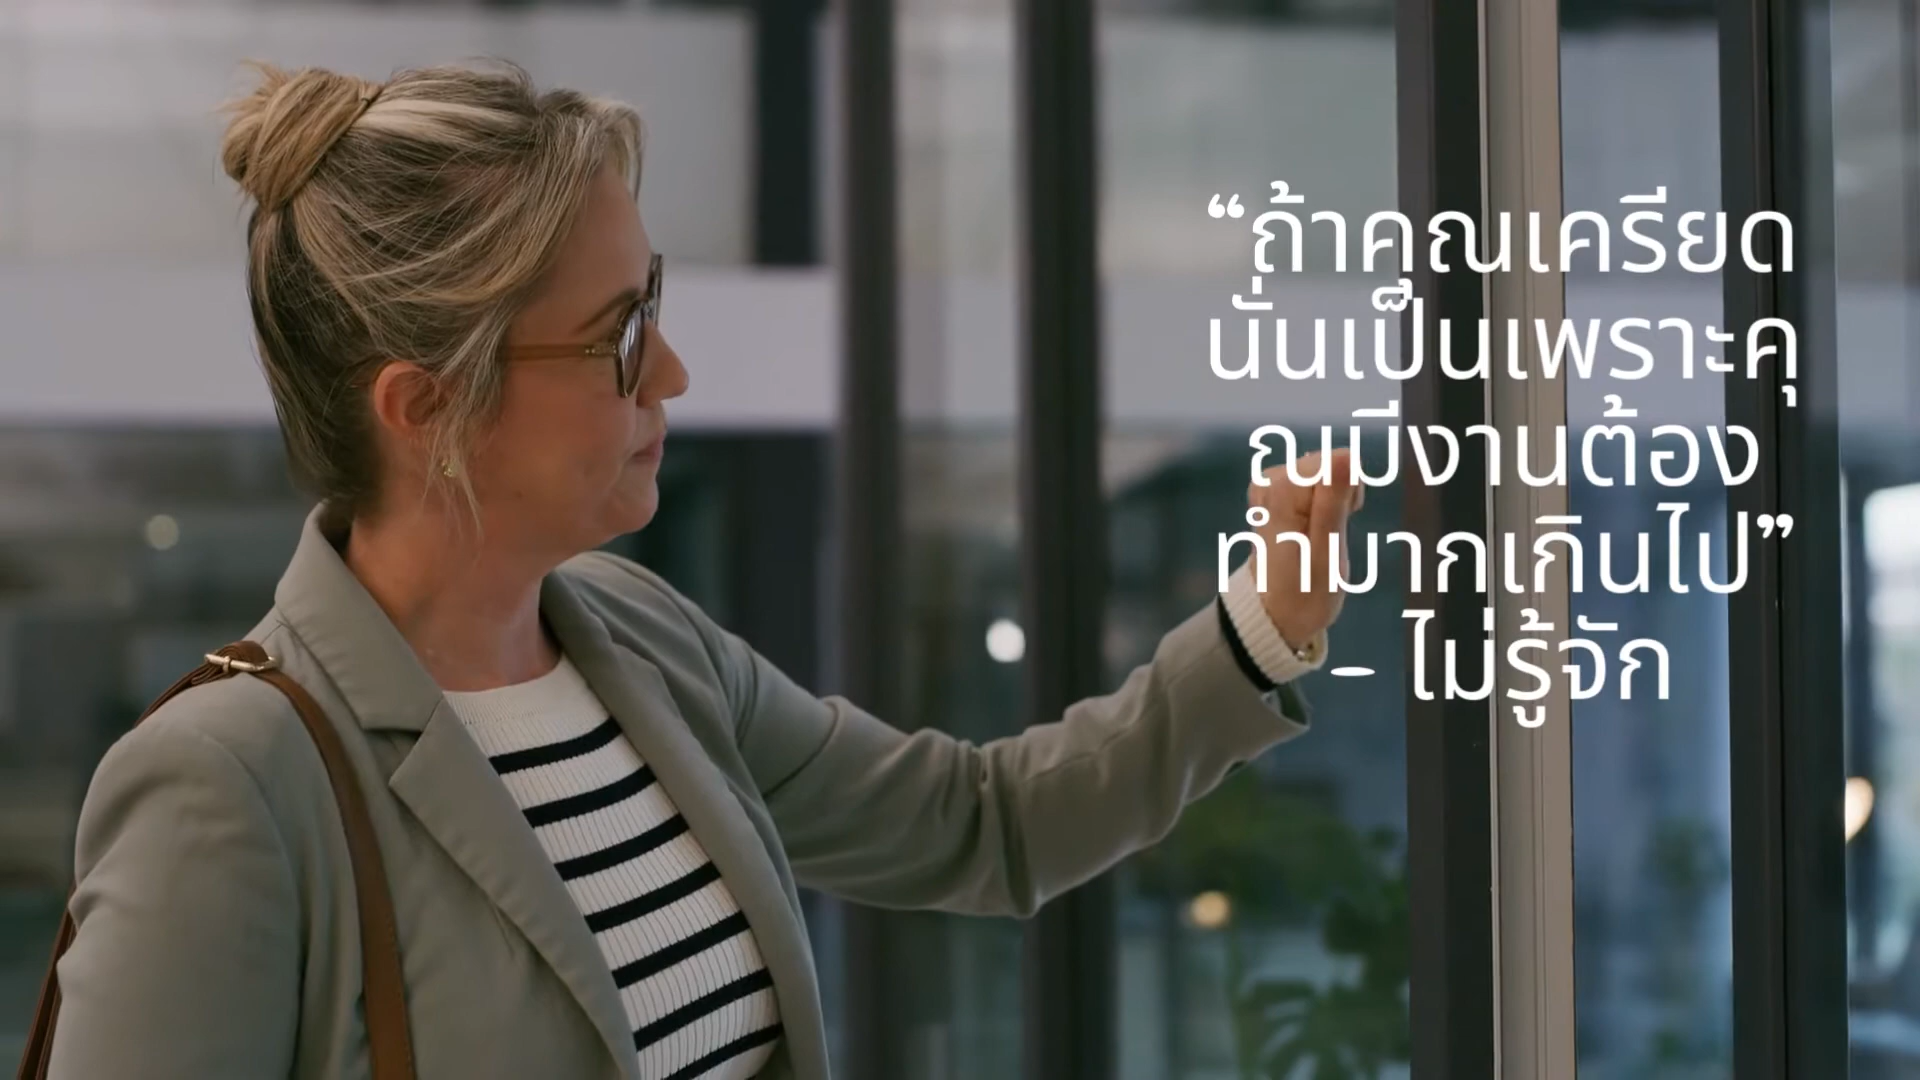 “ถ้าคุณเครียด
นั่นเป็นเพราะคุ
ณมีงานต้อง
ทำมากเกินไป”
– ไม่รู้จัก